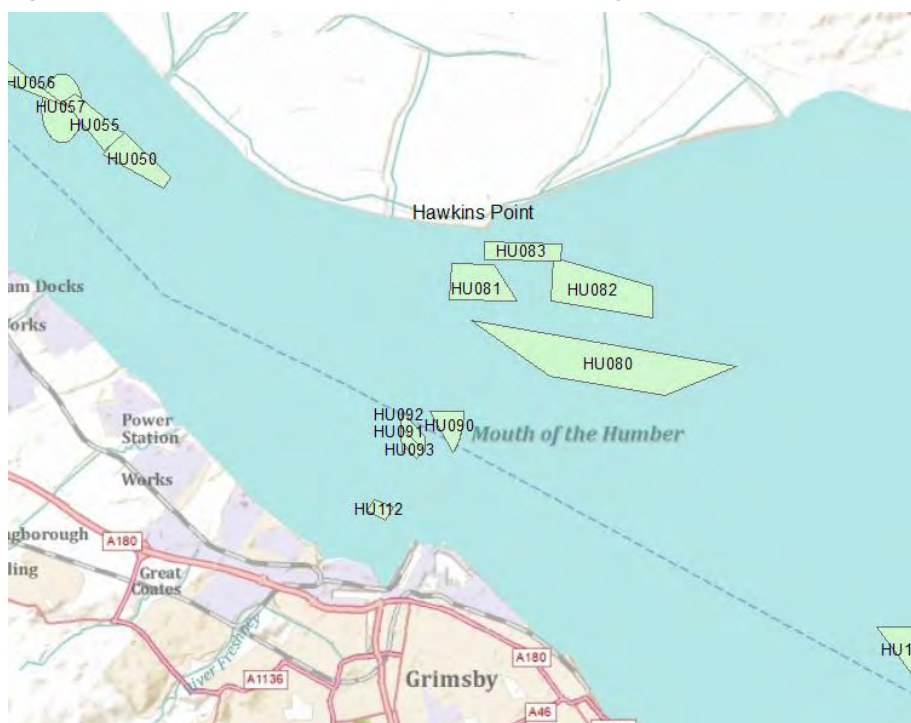 HU056
HU057
HU055
HU050
Hawkins Point
HU083
HU081
HU082
am Docks
orks
HU080
HU092
HU090
HU091
HU093
Mouth of the Humber
Power
Station
Works
HU112
A180
gborough
ling
Great
Coates
River Freshney
HU1
A180
A1136
Grimsby
A46